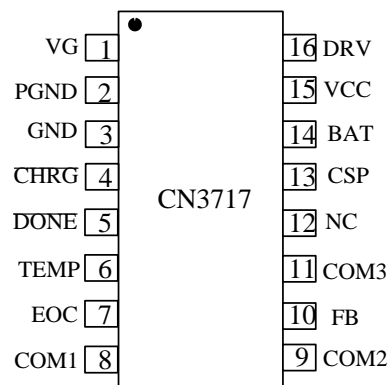 VG 1 16 DRV
PGND 2 15 VCC
GND 3 14 BAT
CHRG 4 13 CSP
CN3717
DONE 5 12 NC
TEMP 6 11 COM3
EOC 7 10 FB
COM1 8 9 COM2